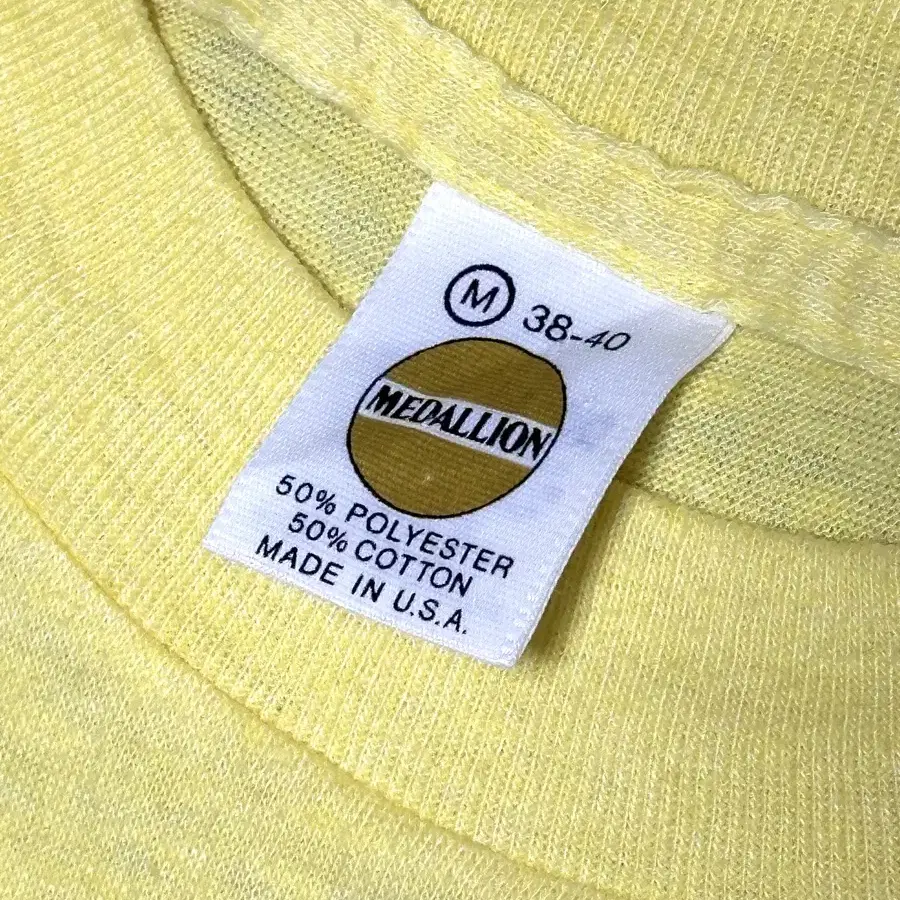 M 38-40
MEDALLION
50% POLYESTER
50% COTTON
MADE IN U.S.A.